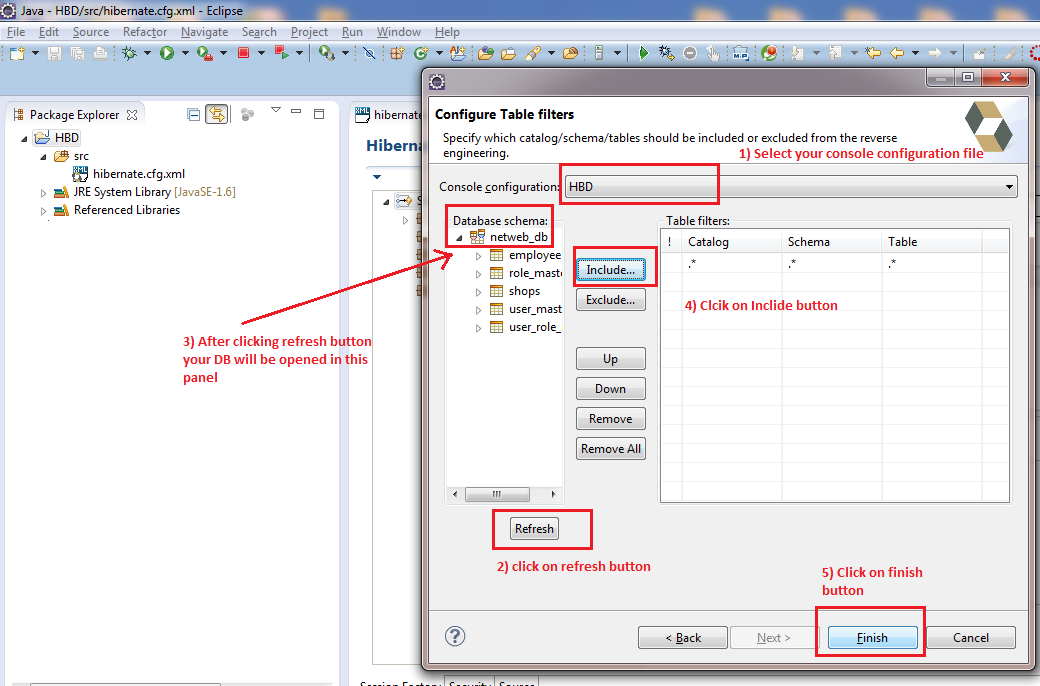 Java - HBD/src/hibernate.cfg.xml - Eclipse
File Edit Source Refactor Navigate Search Project Run Window Help
Package Explorer
HBD
src
hibernate.cfg.xml
JRE System Library [JavaSE-1.6]
Referenced Libraries
hibernate
Hiberna
S
Configure Table filters
Specify which catalog/schema/tables should be included or excluded from the reverse
engineering.
1) Select your console configuration file
Console configuration: HBD
Database schema:
netweb_db
employee
role_maste
shops
user_mast
user_role_
Include...
Exclude...
Up
Down
Remove
Remove All
Table filters:
! Catalog Schema Table
.* .* .*
4) Clcik on Inclide button
3) After clicking refresh button
your DB will be opened in this
panel
Refresh
2) click on refresh button
5) Click on finish
button
? < Back Next > Finish Cancel